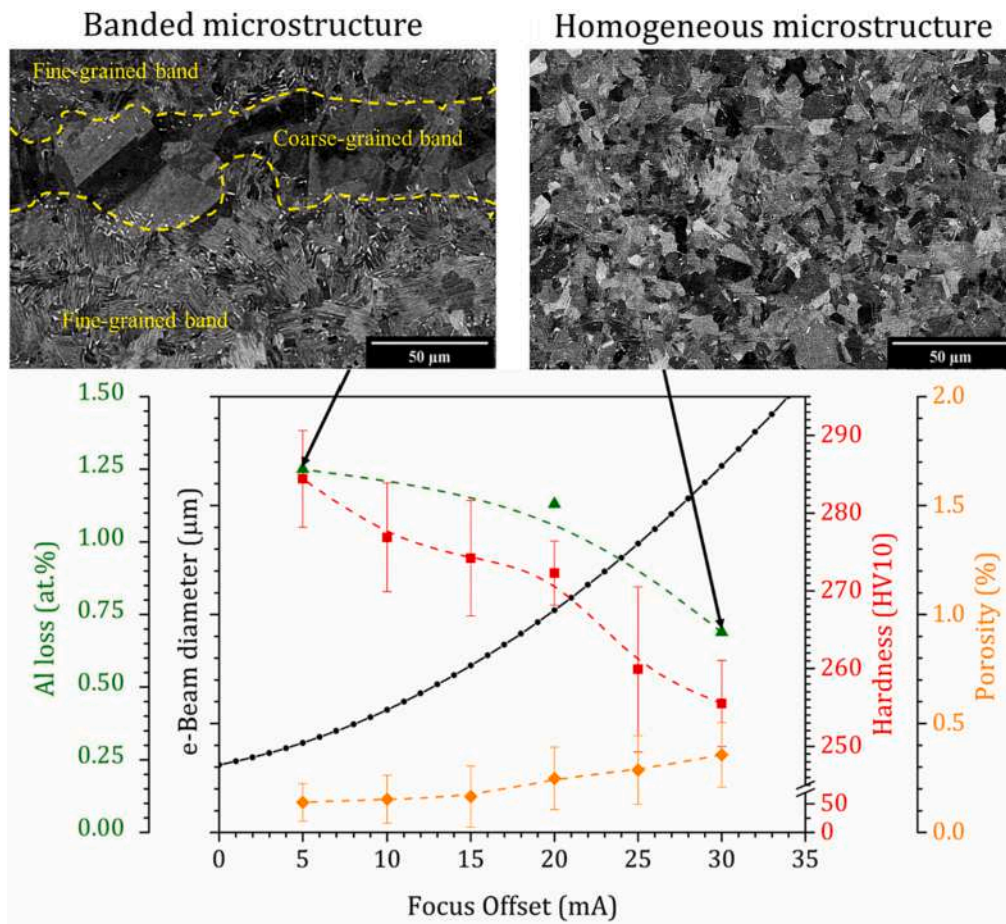 Banded microstructure
Homogeneous microstructure
Fine-grained band
Coarse-grained band
Fine-grained band
50 µm
50 µm
Al loss (at.%)
1.50
1.25
1.00
0.75
0.50
0.25
0.00
e-Beam diameter (µm)
Hardness (HV10)
290
280
270
260
250
50
0
Porosity (%)
2.0
1.5
1.0
0.5
0.0
0 5 10 15 20 25 30 35
Focus Offset (mA)